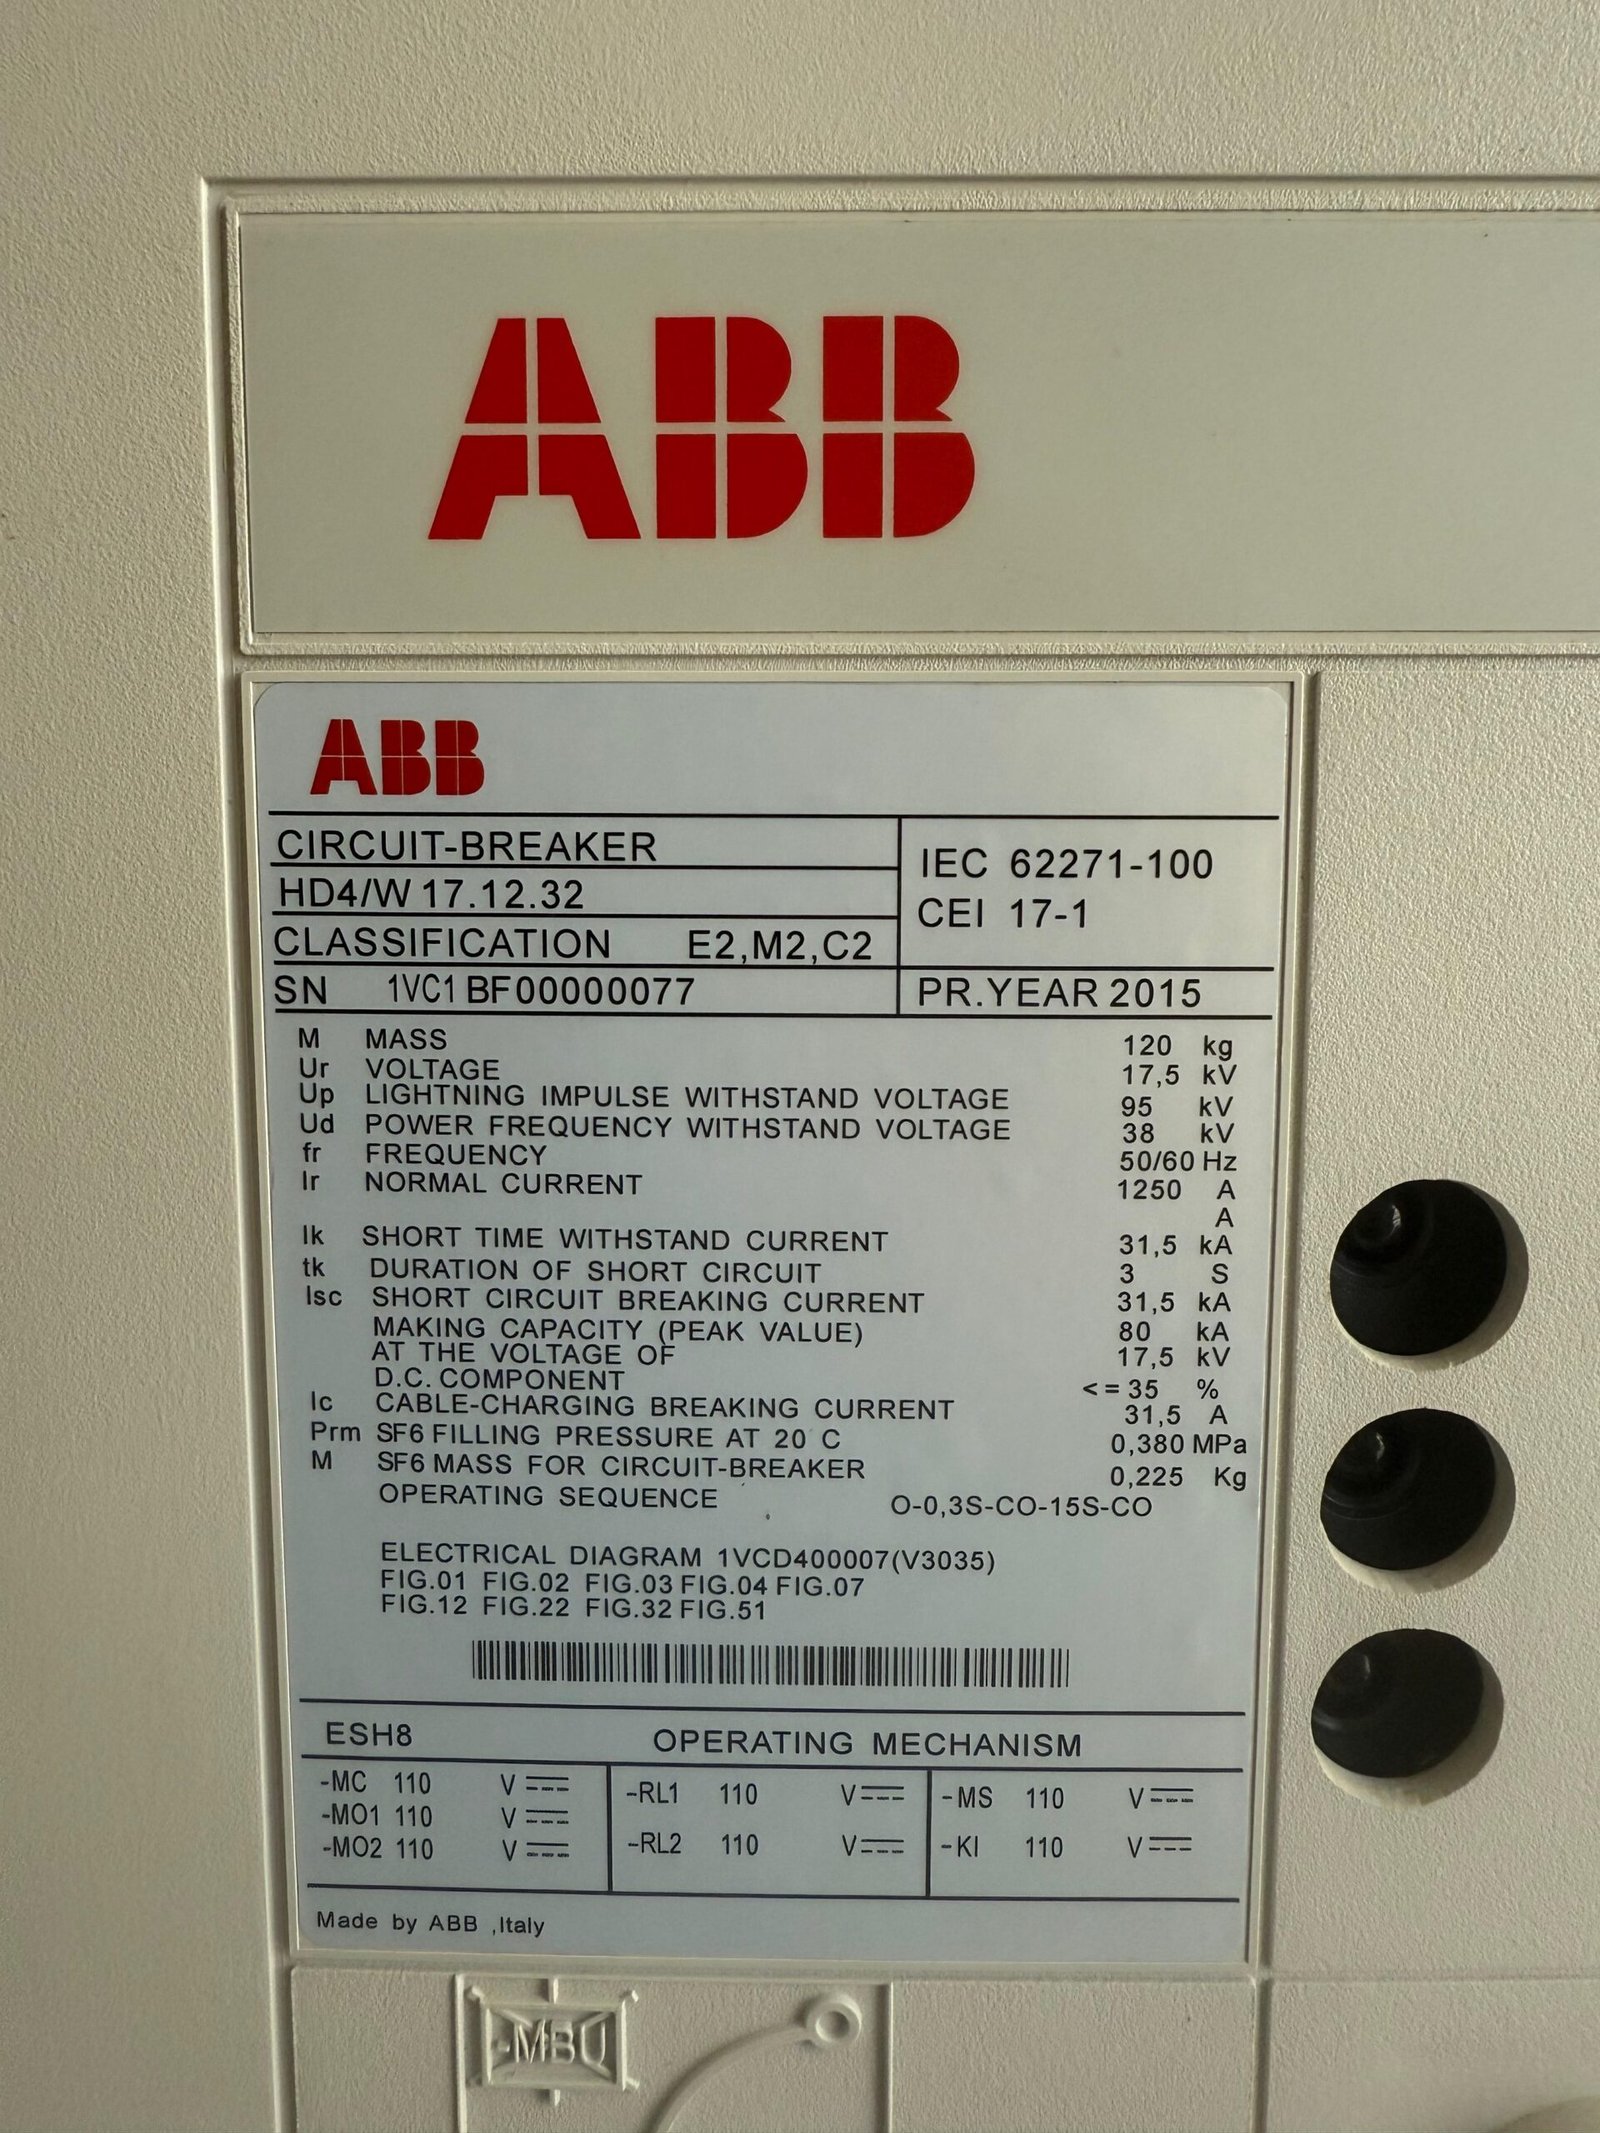 ABB
ABB
CIRCUIT-BREAKER
HD4/W 17.12.32
IEC 62271-100
CEI 17-1
CLASSIFICATION E2,M2,C2
SN 1VC1BF00000077
PR.YEAR 2015
M MASS 120 kg
Ur VOLTAGE 17,5 kV
Up LIGHTNING IMPULSE WITHSTAND VOLTAGE 95 kV
Ud POWER FREQUENCY WITHSTAND VOLTAGE 38 kV
fr FREQUENCY 50/60 Hz
Ir NORMAL CURRENT 1250 A
A
Ik SHORT TIME WITHSTAND CURRENT 31,5 kA
tk DURATION OF SHORT CIRCUIT 3 S
Isc SHORT CIRCUIT BREAKING CURRENT 31,5 kA
MAKING CAPACITY (PEAK VALUE) 80 kA
AT THE VOLTAGE OF 17,5 kV
D.C. COMPONENT <= 35 %
Ic CABLE-CHARGING BREAKING CURRENT 31,5 A
Prm SF6 FILLING PRESSURE AT 20 C 0,380 MPa
M SF6 MASS FOR CIRCUIT-BREAKER 0,225 Kg
OPERATING SEQUENCE O-0,3S-CO-15S-CO
ELECTRICAL DIAGRAM 1VCD400007(V3035)
FIG.01 FIG.02 FIG.03 FIG.04 FIG.07
FIG.12 FIG.22 FIG.32 FIG.51
ESH8 OPERATING MECHANISM
-MC 110 V
-MO1 110 V
-MO2 110 V
-RL1 110 V
-RL2 110 V
-MS 110 V
-KI 110 V
Made by ABB ,Italy
-MBU